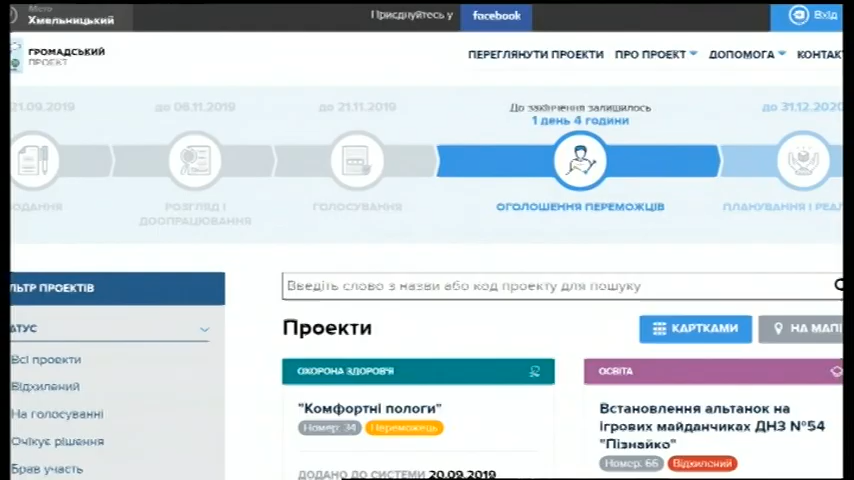 Місто
Хмельницький
Приєднуйтесь у
facebook
Вхід
ГРОМАДСЬКИЙ
ПРОЕКТ
ПЕРЕГЛЯНУТИ ПРОЕКТИ
ПРО ПРОЕКТ
ДОПОМОГА
КОНТАК
21.09.2019
до 06.11.2019
до 21.11.2019
До закінчення залишилось
1 день 4 години
до 31.12.2020
ОДАННЯ
РОЗГЛЯД І
ДООПРАЦЮВАННЯ
ГОЛОСУВАННЯ
ОГОЛОШЕННЯ ПЕРЕМОЖЦІВ
ПЛАНУВАННЯ І РЕАЛ
ЛЬТР ПРОЕКТІВ
Введіть слово з назви або код проекту для пошуку
АТУС
Проекти
КАРТКАМИ
НА МАПІ
Всі проекти
Відхилений
На голосуванні
Очікує рішення
Брав участь
ОХОРОНА ЗДОРОВ'Я
"Комфортні пологи"
Номер: 34
Переможець
ДОДАНО ДО СИСТЕМИ 20.09.2019
ОСВІТА
Встановлення альтанок на
ігрових майданчиках ДНЗ №54
"Пізнайко"
Номер: 66
Відхилений